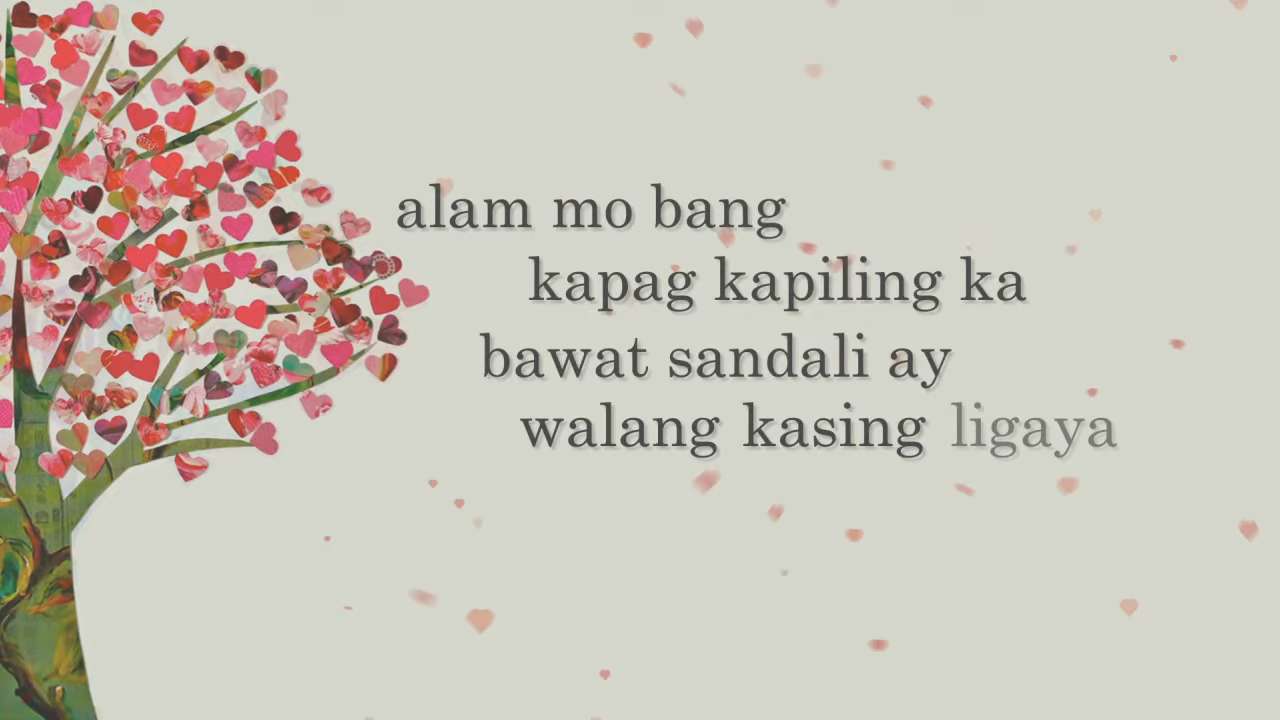 alam mo bang
kapag kapiling ka
bawat sandali ay
walang kasing ligaya